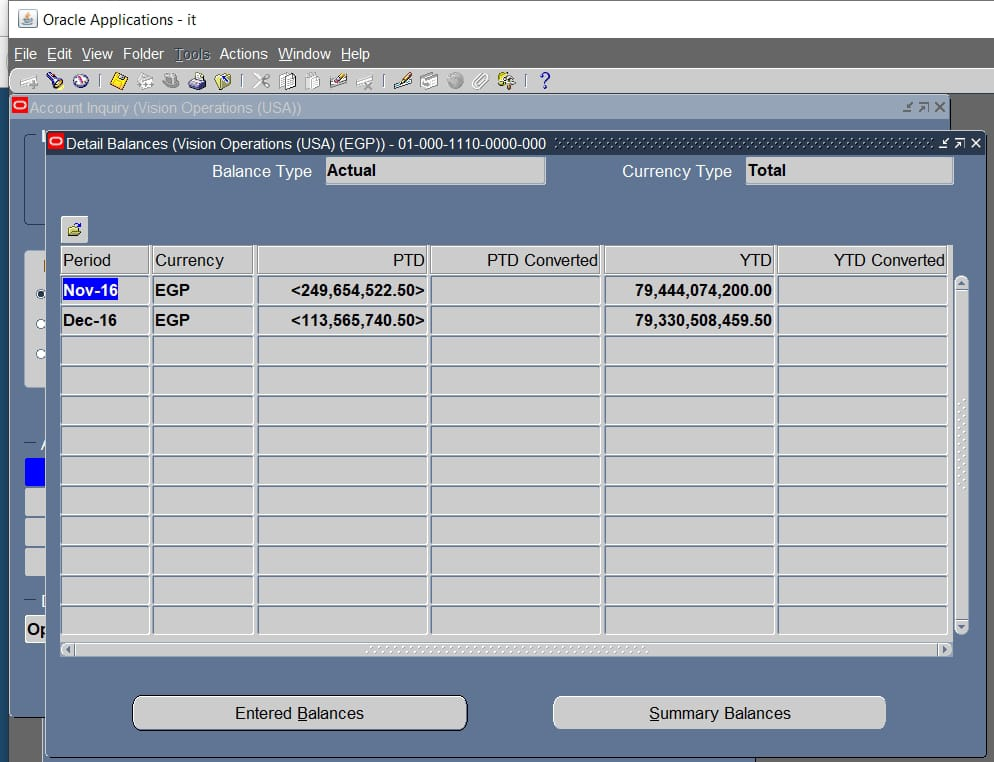 Oracle Applications - it
File Edit View Folder Tools Actions Window Help
Account Inquiry (Vision Operations (USA))
Detail Balances (Vision Operations (USA) (EGP)) - 01-000-1110-0000-000
Balance Type Actual Currency Type Total
Period Currency PTD PTD Converted YTD YTD Converted
Nov-16 EGP <249,654,522.50> 79,444,074,200.00
Dec-16 EGP <113,565,740.50> 79,330,508,459.50
Op
Entered Balances Summary Balances